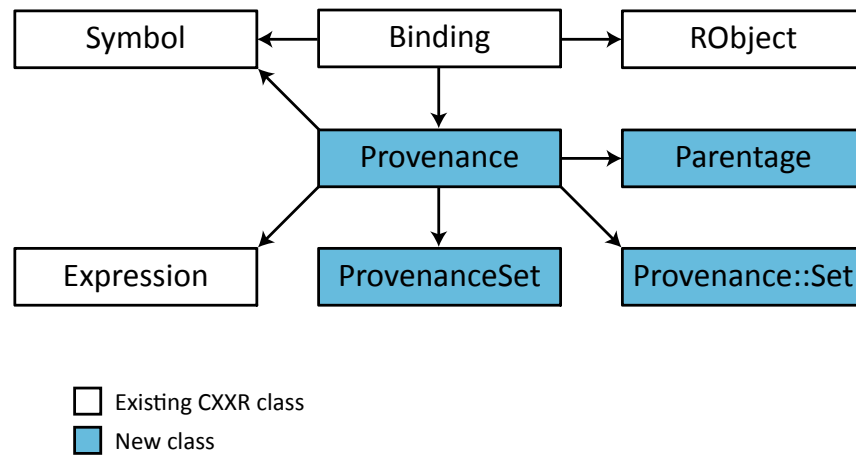 Symbol
Binding
RObject
Provenance
Parentage
Expression
ProvenanceSet
Provenance::Set
Existing CXXR class
New class